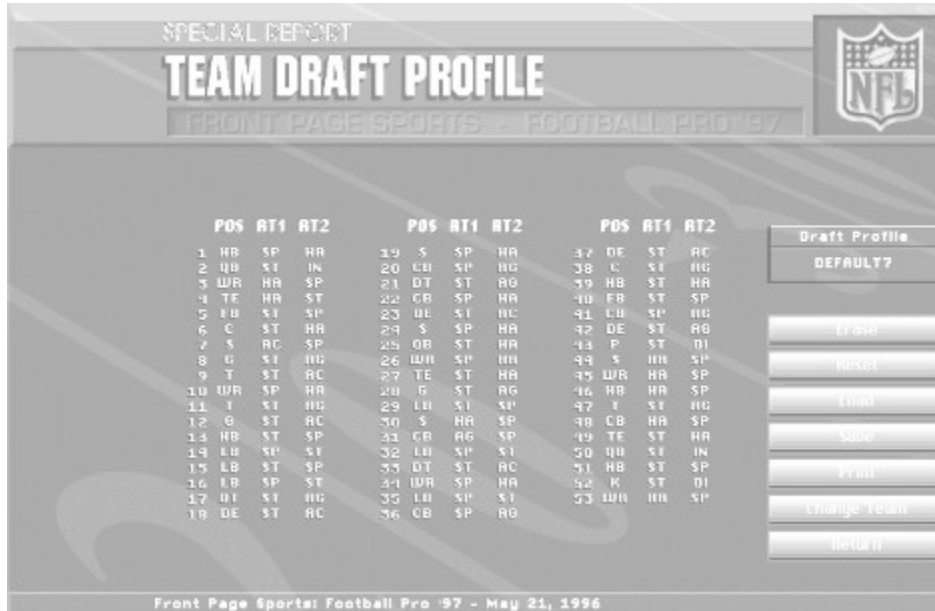 SPECIAL REPORT
TEAM DRAFT PROFILE
FRONT PAGE SPORTS - FOOTBALL PRO '97
NFL
POS AT1 AT2 POS AT1 AT2 POS AT1 AT2
1 HB SP HA 19 S SP HA 37 DE ST AC
2 QB ST IN 20 CB SP AG 38 C ST AG
3 WR HA SP 21 DT ST AG 39 HB ST HA
4 TE HA ST 22 CB SP HA 40 ST SP
5 ST SP 23 DE ST AC 41 SP AG
6 C ST HA 24 S SP HA 42 DE ST AG
7 S AC SP 25 QB ST HA 43 P ST DI
8 G ST AG 26 WR SP HA 44 S HA SP
9 T ST AC 27 TE ST HA 45 WR HA SP
10 WR SP HA 28 G ST AG 46 HB HA SP
11 T ST AG 29 LB ST SP 47 T ST AG
12 ST AC 30 S HA SP 48 CB HA SP
13 HB ST SP 31 CB AG SP 49 TE ST HA
14 LB SP ST 32 LB SP ST 50 QB ST IN
15 LB ST SP 33 DT ST AC 51 HB ST SP
16 LB SP ST 34 WR SP HA 52 K ST DI
17 DT ST AG 35 LB SP ST 53 WR HA SP
18 DE ST AC 36 CB SP AG
Draft Profile
DEFAULT7
Erase
Reset
Load
Save
Print
Change Team
Return
Front Page Sports: Football Pro '97 - May 21, 1996